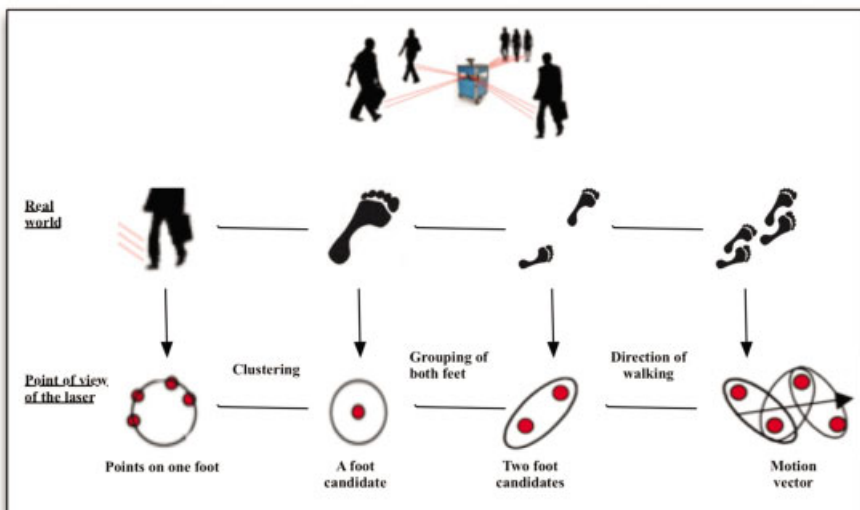 Real
world
Point of view
of the laser
Clustering
Grouping of
both feet
Direction of
walking
Points on one foot
A foot
candidate
Two foot
candidates
Motion
vector